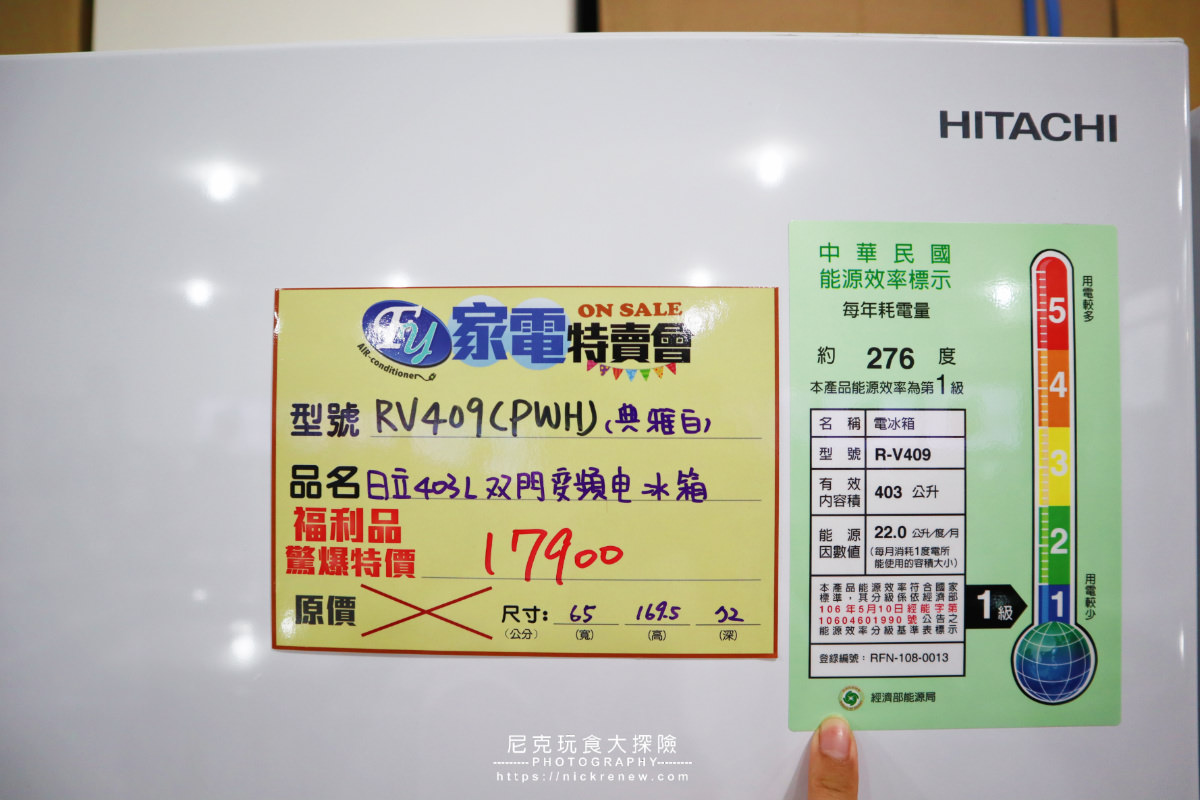 HITACHI
Ty
AIR-conditioner
家電特賣會
ON SALE
型號 RV409(PWH)(典雅白)
品名 日立403L双門変頻电冰箱
福利品
驚爆特價 17900
原價
尺寸: 65 169.5 72
(公分) (寬) (高) (深)
中華民國
能源效率標示
每年耗電量
約 276 度
本產品能源效率為第1級
名稱 電冰箱
型號 R-V409
有效內容積 403 公升
能源因數值 22.0 公升/度/月
(每月消耗1度電所
能使用的容積大小)
本產品能源效率符合國家
標準，其分級係依經濟部
106年5月10日經能字第
10604601990號公告之
能源效率分級基準表標示
登錄編號：RFN-108-0013
經濟部能源局
用電較多
5
4
3
2
1
1級
用電較少
尼克玩食大探險
--------PHOTOGRAPHY--------
https://nickrenew.com